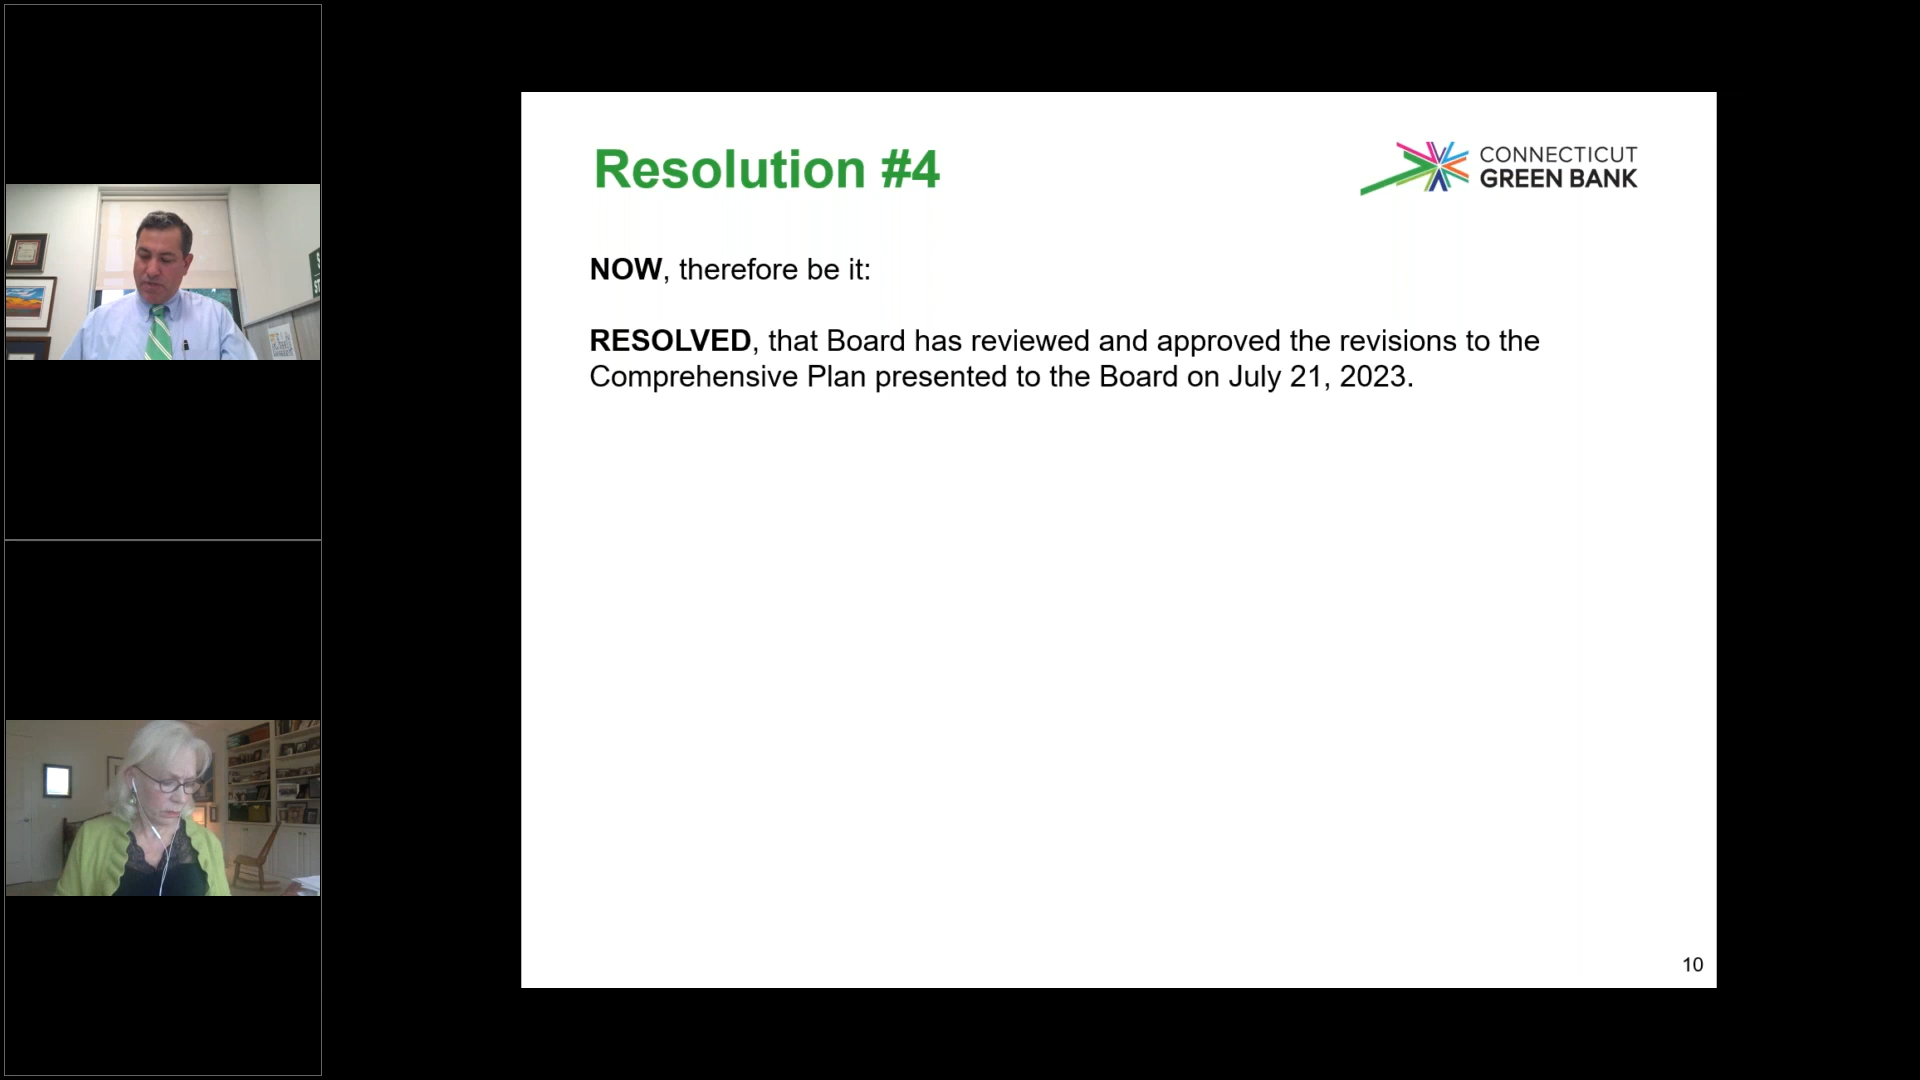 Resolution #4
CONNECTICUT
GREEN BANK
NOW, therefore be it:
RESOLVED, that Board has reviewed and approved the revisions to the
Comprehensive Plan presented to the Board on July 21, 2023.
10